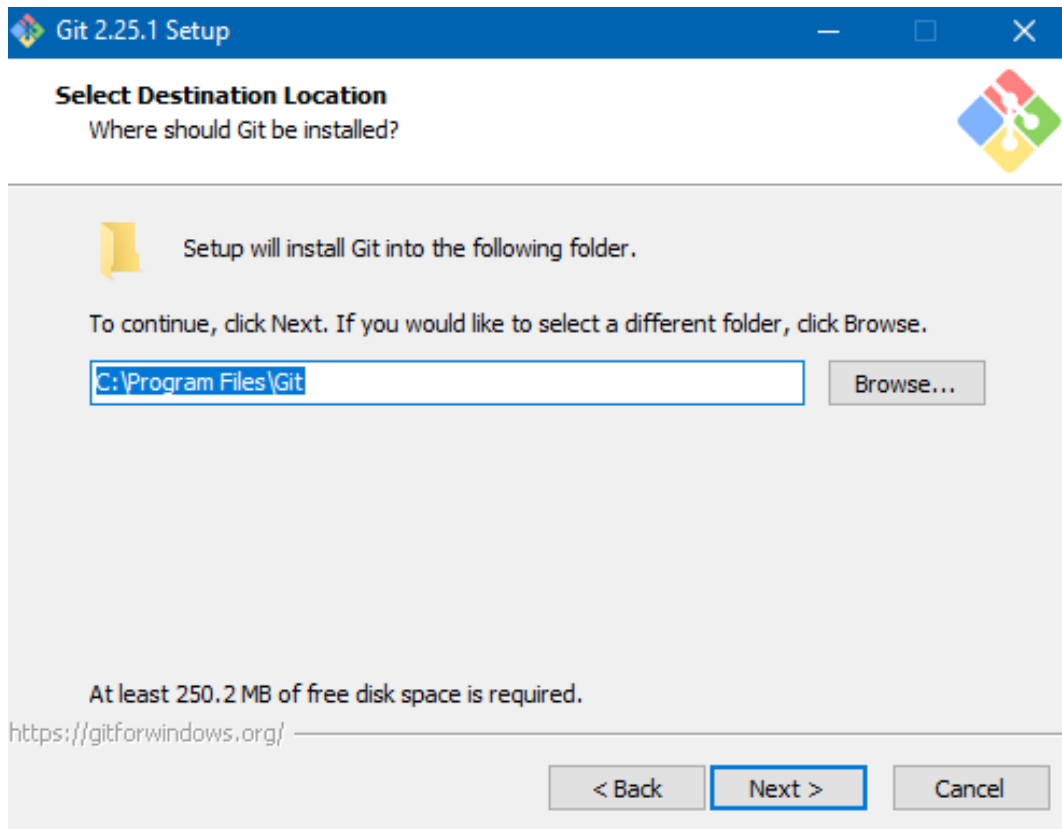 Git 2.25.1 Setup
Select Destination Location
Where should Git be installed?
Setup will install Git into the following folder.
To continue, click Next. If you would like to select a different folder, click Browse.
C:\Program Files\Git
Browse...
At least 250.2 MB of free disk space is required.
https://gitforwindows.org/
< Back
Next >
Cancel